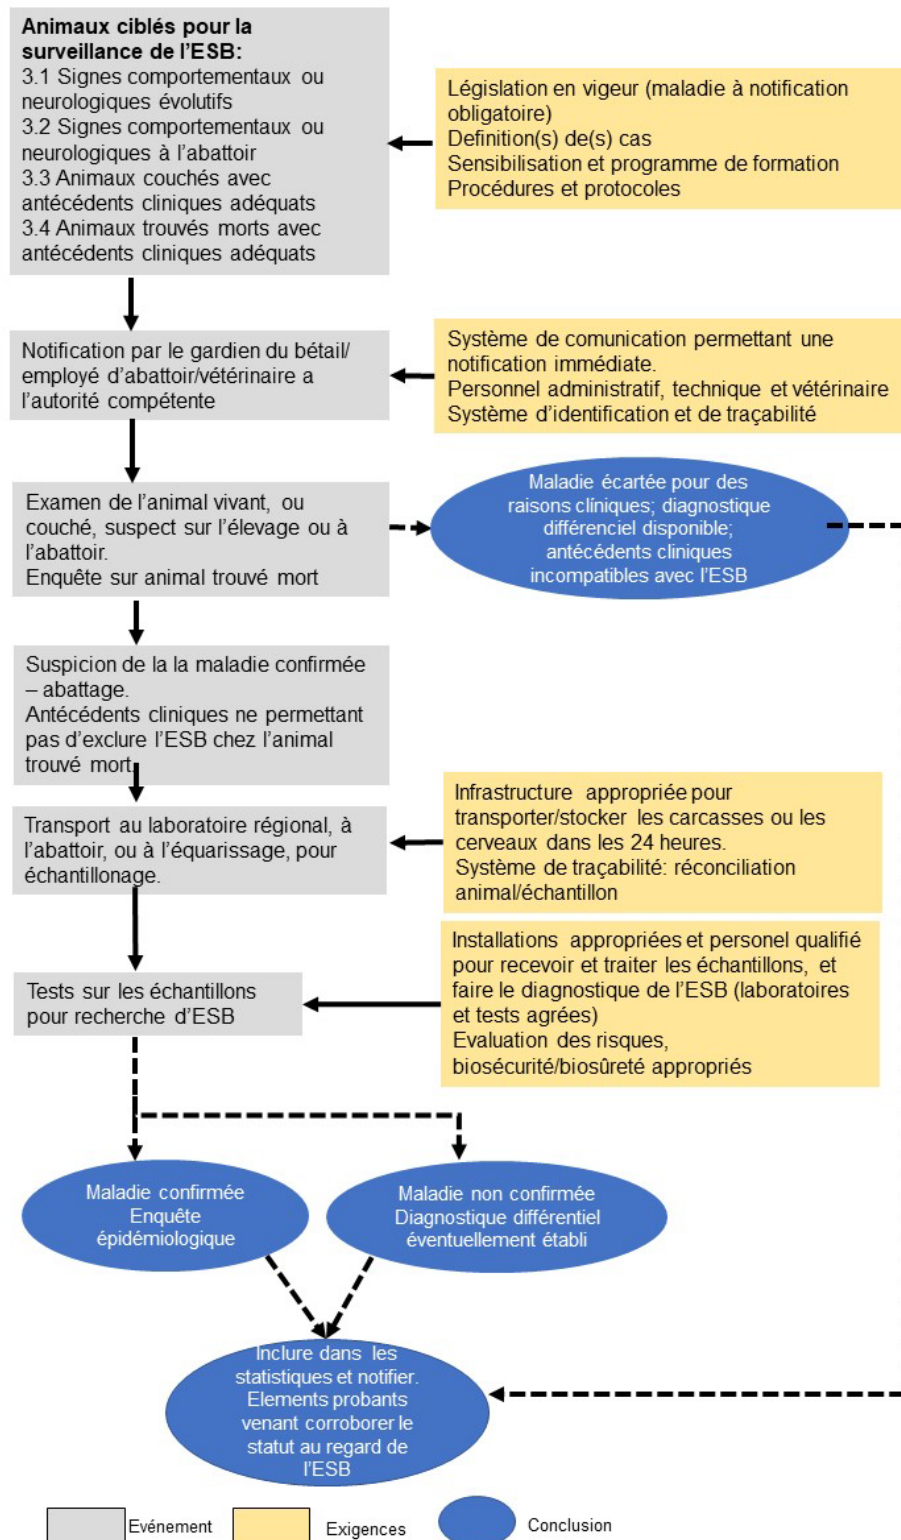 Animaux ciblés pour la
surveillance de l'ESB:
3.1 Signes comportementaux ou
neurologiques évolutifs
3.2 Signes comportementaux ou
neurologiques à l'abattoir
3.3 Animaux couchés avec
antécédents cliniques adéquats
3.4 Animaux trouvés morts avec
antécédents cliniques adéquats
Législation en vigeur (maladie à notification
obligatoire)
Definition(s) de(s) cas
Sensibilisation et programme de formation
Procédures et protocoles
Notification par le gardien du bétail/
employé d'abattoir/vétérinaire a
l'autorité compétente
Système de comunication permettant une
notification immédiate.
Personnel administratif, technique et vétérinaire
Système d'identification et de traçabilité
Examen de l'animal vivant, ou
couché, suspect sur l'élevage ou à
l'abattoir.
Enquête sur animal trouvé mort
Maladie écartée pour des
raisons clíniques; diagnostique
différenciel disponible;
antécédents cliniques
incompatibles avec l'ESB
Suspicion de la la maladie confirmée
– abattage.
Antécédents cliniques ne permettant
pas d'exclure l'ESB chez l'animal
trouvé mort.
Transport au laboratoire régional, à
l'abattoir, ou à l'équarissage, pour
échantillonage.
Infrastructure appropriée pour
transporter/stocker les carcasses ou les
cerveaux dans les 24 heures.
Système de traçabilité: réconciliation
animal/échantillon
Tests sur les échantillons
pour recherche d'ESB
Installations appropriées et personel qualifié
pour recevoir et traiter les échantillons, et
faire le diagnostique de l'ESB (laboratoires
et tests agrées)
Evaluation des risques,
biosécurité/biosûreté appropriés
Maladie confirmée
Enquête
épidémiologique
Maladie non confirmée
Diagnostique différentiel
éventuellement établi
Inclure dans les
statistiques et notifier.
Elements probants
venant corroborer le
statut au regard de
l'ESB
Evénement
Exigences
Conclusion